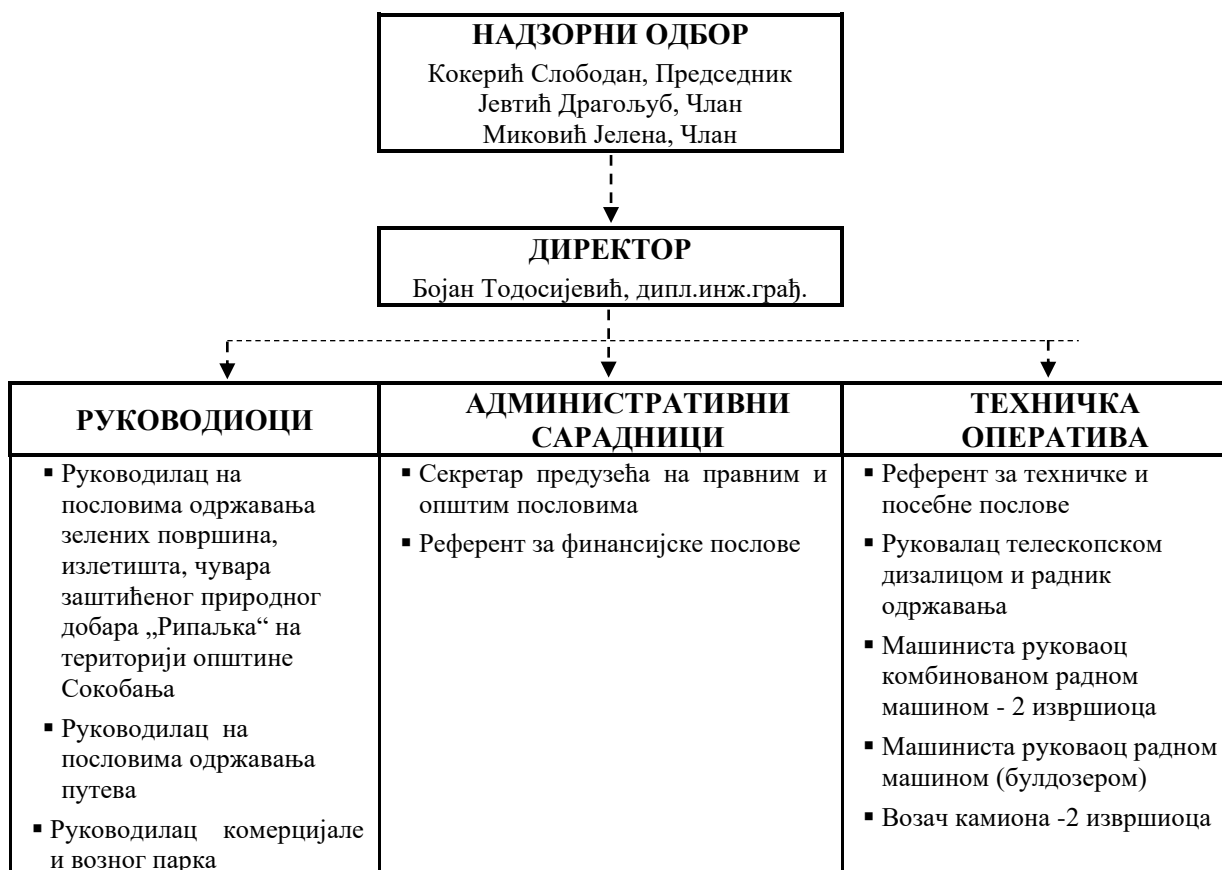 НАДЗОРНИ ОДБОР
Кокерић Слободан, Председник
Јевтић Драгољуб, Члан
Миковић Јелена, Члан
ДИРЕКТОР
Бојан Тодосијевић, дипл.инж.грађ.
РУКОВОДИОЦИ
▪ Руководилац на
пословима одржавања
зелених површина,
излетишта, чувара
заштићеног природног
добара „Рипаљка“ на
територији општине
Сокобања
▪ Руководилац на
пословима одржавања
путева
▪ Руководилац комерцијале
и возног парка
АДМИНИСТРАТИВНИ
САРАДНИЦИ
▪ Секретар предузећа на правним и
општим пословима
▪ Референт за финансијске послове
ТЕХНИЧКА
ОПЕРАТИВА
▪ Референт за техничке и
посебне послове
▪ Руковалац телескопском
дизалицом и радник
одржавања
▪ Машиниста руковаоц
комбинованом радном
машином - 2 извршиоца
▪ Машиниста руковаоц радном
машином (булдозером)
▪ Возач камиона -2 извршиоца